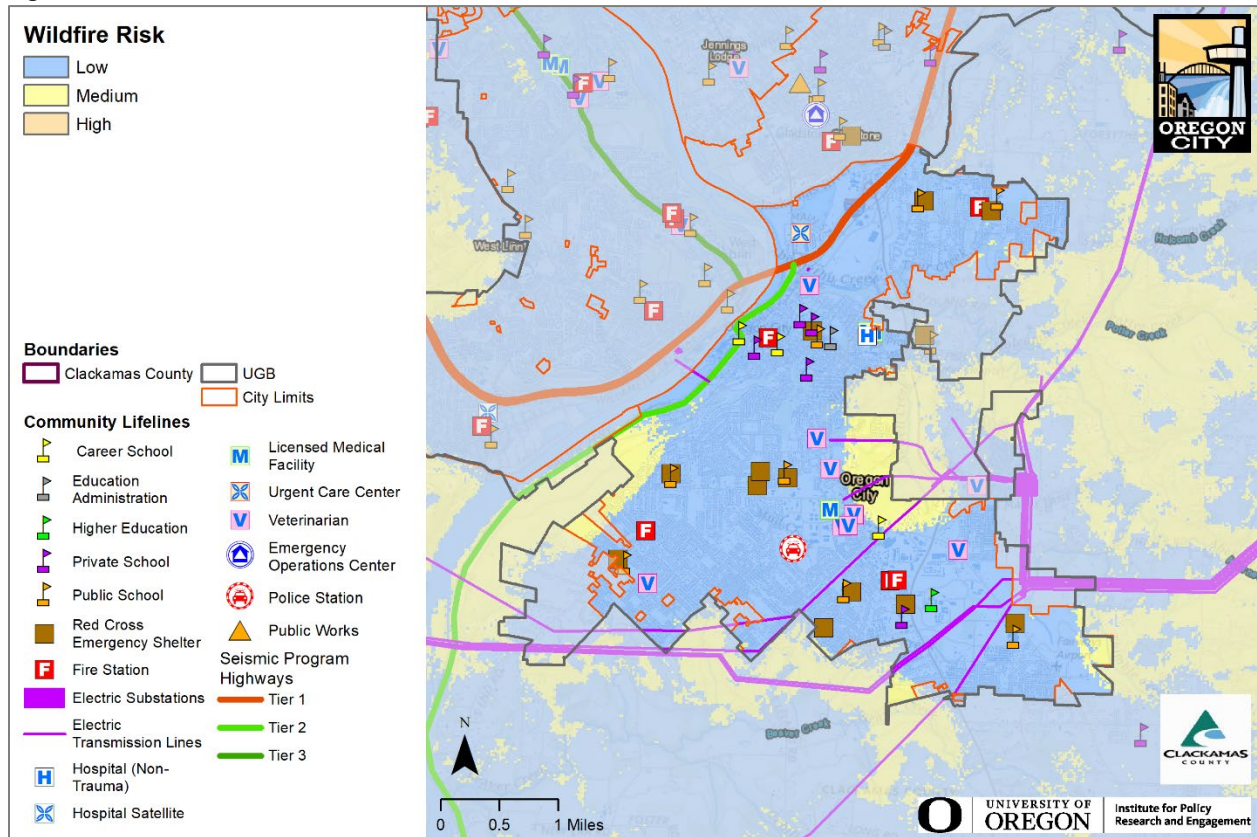 Wildfire Risk
Low
Medium
High
Boundaries
Clackamas County
UGB
City Limits
Community Lifelines
Career School
Education
Administration
Higher Education
Private School
Public School
Red Cross
Emergency Shelter
F
Fire Station
Electric Substations
Electric
Transmission Lines
H
Hospital (Non-
Trauma)
Hospital Satellite
M
Licensed Medical
Facility
Urgent Care Center
V
Veterinarian
Emergency
Operations Center
Police Station
Public Works
Seismic Program
Highways
Tier 1
Tier 2
Tier 3
N
0 0.5 1 Miles
Jennings
Lodge
West Linn
Holcomb Creek
Potter Creek
Oregon
City
Beaver Creek
OREGON
CITY
CLACKAMAS
COUNTY
O
UNIVERSITY OF
OREGON
Institute for Policy
Research and Engagement